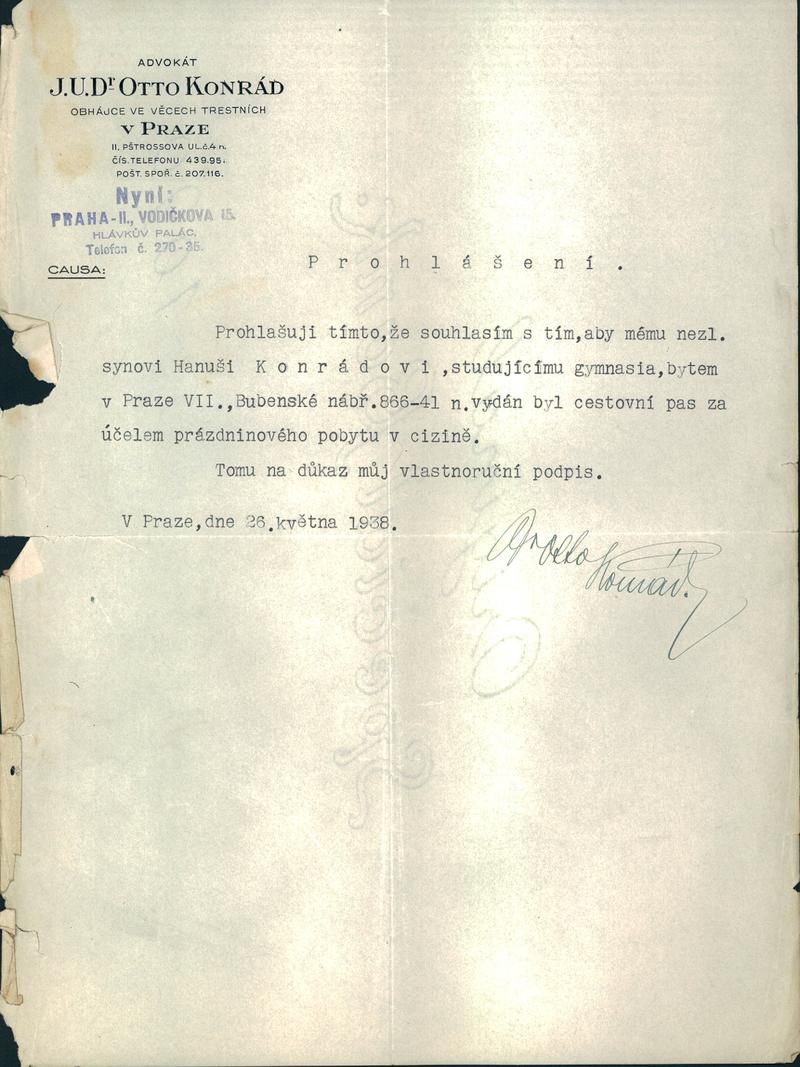 ADVOKÁT
J.U.Dr OTTO KONRÁD
OBHÁJCE VE VĚCECH TRESTNÍCH
V PRAZE
II. PŠTROSSOVA UL.č.4 n.
ČÍS. TELEFONU 439.95.
POŠT. SPOŘ. č. 207.116.
Nyní:
PRAHA-II., VODIČKOVA
HLÁVKŮV PALÁC.
Telefon č. 270-35.
CAUSA:
P r o h l á š e n í .
Prohlašuji tímto,že souhlasím s tím,aby mému nezl.
synovi Hanuši K o n r á d o v i ,studujícímu gymnasia,bytem
v Praze VII.,Bubenské nábř.866-41 n.vydán byl cestovní pas za
účelem prázdninového pobytu v cizině.
Tomu na důkaz můj vlastnoruční podpis.
V Praze,dne 26.května 1938.
Dr Otto
Konrád.